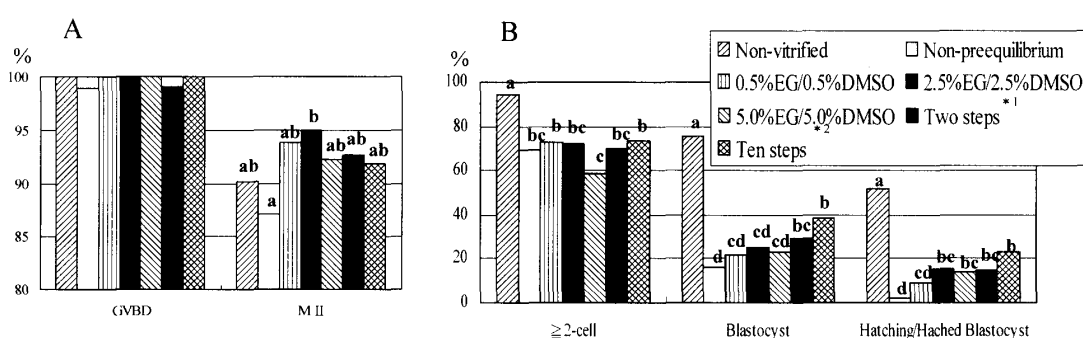 A
%
100
95
90
85
80
ab
a
ab
b
ab
ab
ab
GVBD
M II
B
%
100
80
60
40
20
0
a
bc
b
bc
c
b
b
a
d
cd
cd
cd
bc
b
a
d
cd
bc
bc
bc
b
≧2-cell
Blastocyst
Hatching/Hached Blastocyst
Non-vitrified
Non-preequilibrium
0.5%EG/0.5%DMSO
2.5%EG/2.5%DMSO
5.0%EG/5.0%DMSO
Two steps*1
*2
Ten steps